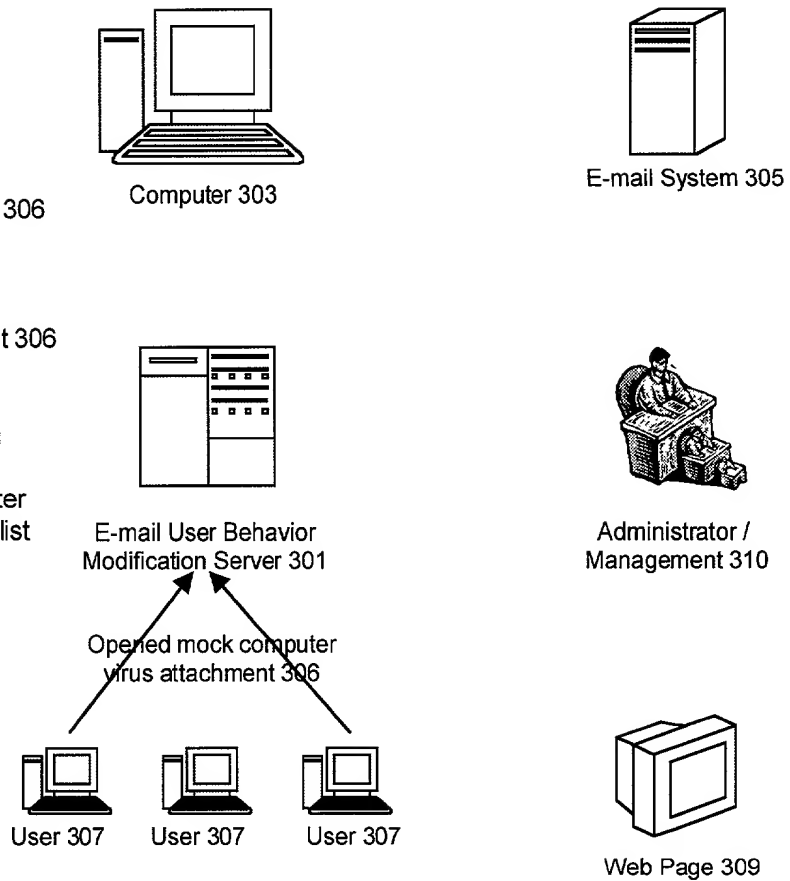 Computer 303
E-mail System 305
306
t 306
ter
list
E-mail User Behavior
Modification Server 301
Administrator /
Management 310
Opened mock computer
virus attachment 306
User 307
User 307
User 307
Web Page 309